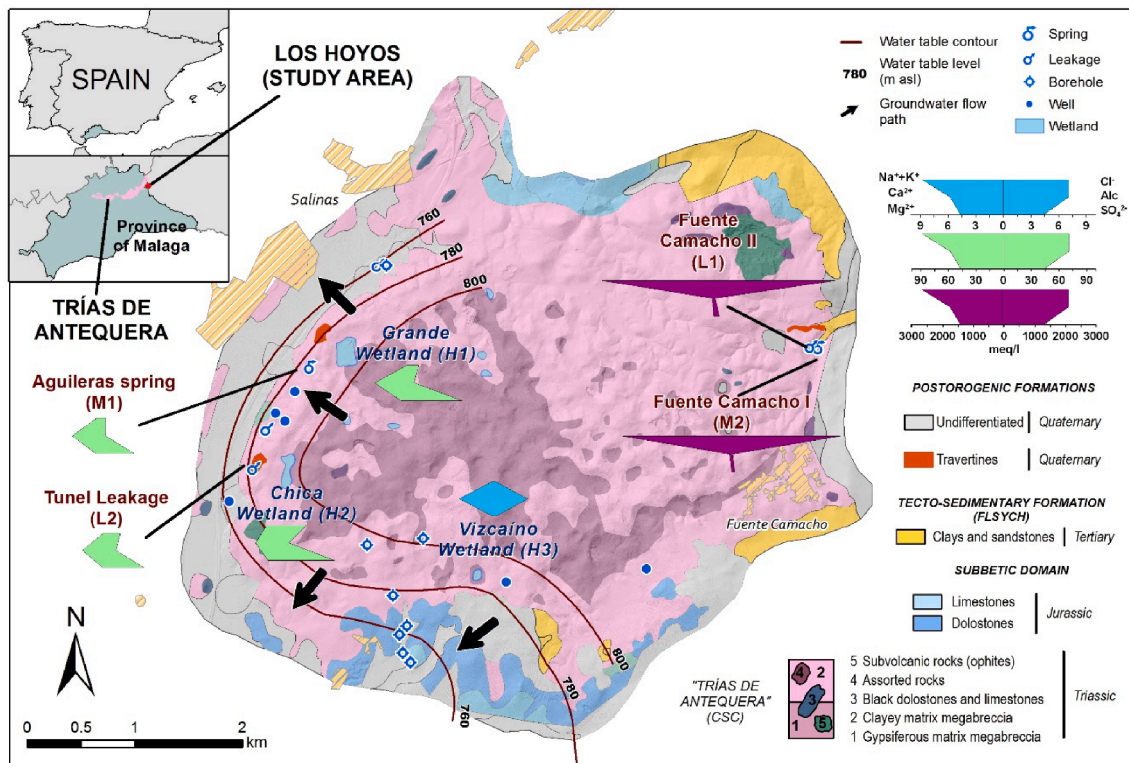 SPAIN
Province
of Malaga
TRÍAS DE
ANTEQUERA
LOS HOYOS
(STUDY AREA)
Salinas
760
780
800
Fuente
Camacho II
(L1)
Grande
Wetland (H1)
Aguileras spring
(M1)
Fuente Camacho I
(M2)
Tunel Leakage
(L2)
Chica
Wetland (H2)
Vizcaíno
Wetland (H3)
Fuente Camacho
800
780
760
N
0 0.5 1 2
km
Water table contour
780 Water table level
(m asl)
Groundwater flow
path
Spring
Leakage
Borehole
Well
Wetland
Na⁺+K⁺ Cl⁻
Ca²⁺ Alc
Mg²⁺ SO₄²⁻
9 6 3 0 3 6 9
90 60 30 0 30 60 90
3000 2000 1000 0 1000 2000 3000
meq/l
POSTOROGENIC FORMATIONS
Undifferentiated Quaternary
Travertines Quaternary
TECTO-SEDIMENTARY FORMATION
(FLSYCH)
Clays and sandstones Tertiary
SUBBETIC DOMAIN
Limestones
Dolostones
Jurassic
"TRÍAS DE
ANTEQUERA"
(CSC)
4 2
3
1 5
5 Subvolcanic rocks (ophites)
4 Assorted rocks
3 Black dolostones and limestones
2 Clayey matrix megabreccia
1 Gypsiferous matrix megabreccia
Triassic